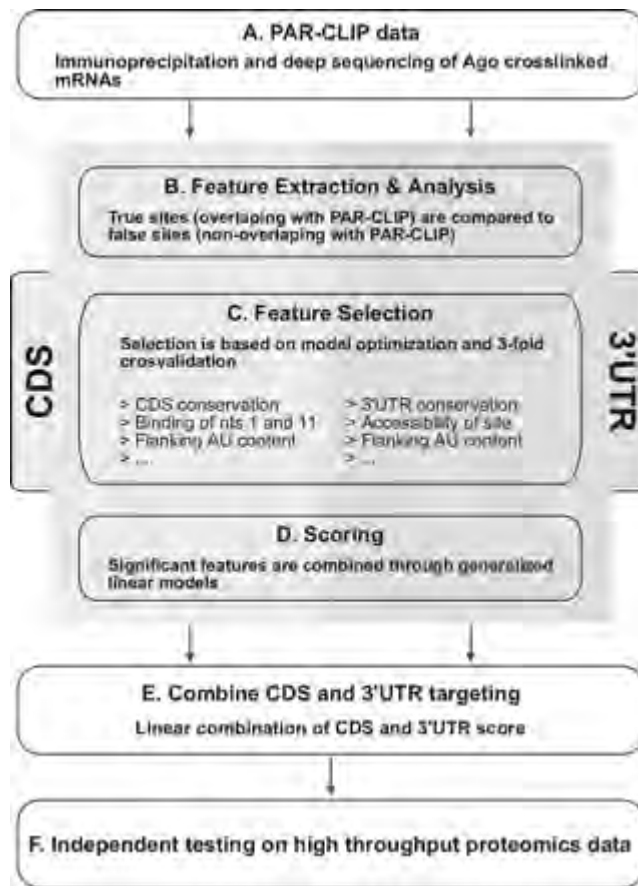 A. PAR-CLIP data
Immunoprecipitation and deep sequencing of Ago crosslinked
mRNAs
B. Feature Extraction & Analysis
True sites (overlaping with PAR-CLIP) are compared to
false sites (non-overlaping with PAR-CLIP)
CDS
C. Feature Selection
Selection is based on model optimization and 3-fold
crosvalidation
> CDS conservation
> Binding of nts 1 and 11
> Flanking AU content
> ...
> 3'UTR conservation
> Accessibility of site
> Flanking AU content
> ...
3'UTR
D. Scoring
Significant features are combined through generalized
linear models
E. Combine CDS and 3'UTR targeting
Linear combination of CDS and 3'UTR score
F. Independent testing on high throughput proteomics data